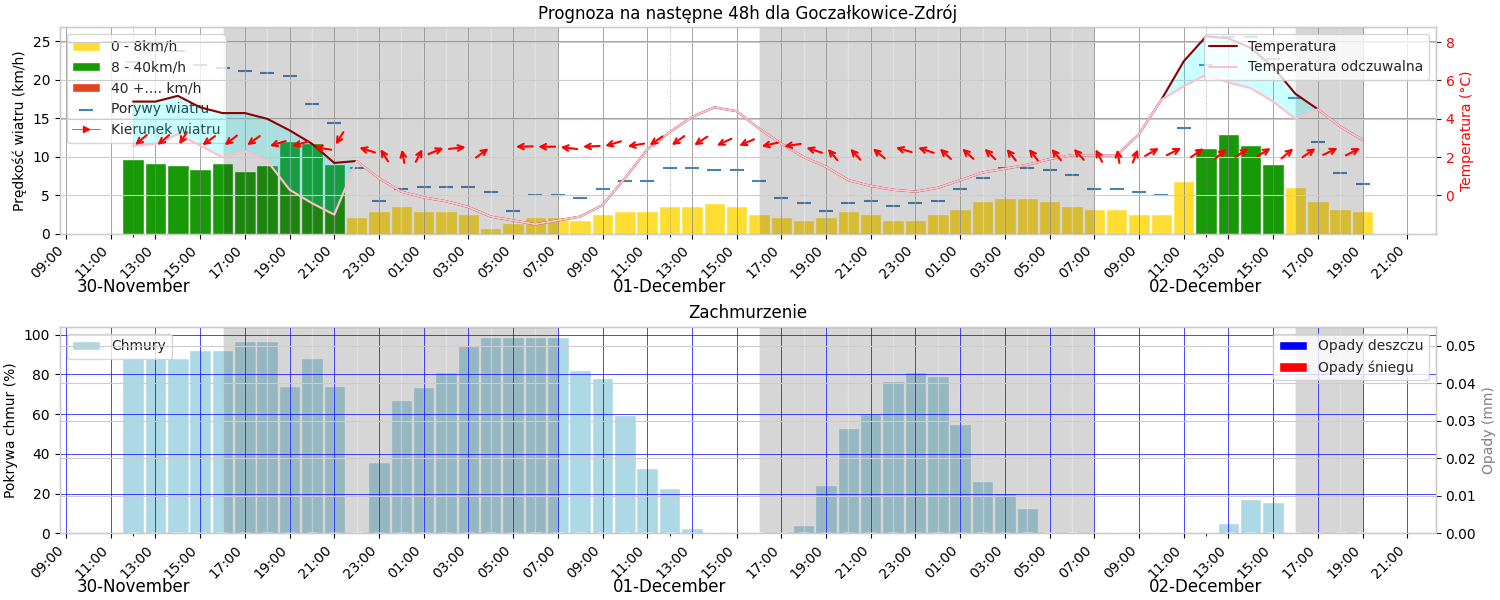 Prognoza na następne 48h dla Goczałkowice-Zdrój
Prędkość wiatru (km/h)
25
20
15
10
5
0
0 - 8km/h
8 - 40km/h
40 +.... km/h
Porywy wiatru
Kierunek wiatru
Temperatura
Temperatura odczuwalna
8
6
4
2
0
Temperatura (°C)
09:00 11:00 13:00 15:00 17:00 19:00 21:00 23:00 01:00 03:00 05:00 07:00 09:00 11:00 13:00 15:00 17:00 19:00 21:00 23:00 01:00 03:00 05:00 07:00 09:00 11:00 13:00 15:00 17:00 19:00 21:00
30-November 01-December 02-December
Zachmurzenie
Pokrywa chmur (%)
100
80
60
40
20
0
Chmury
Opady deszczu
Opady śniegu
0.05
0.04
0.03
0.02
0.01
0.00
Opady (mm)
09:00 11:00 13:00 15:00 17:00 19:00 21:00 23:00 01:00 03:00 05:00 07:00 09:00 11:00 13:00 15:00 17:00 19:00 21:00 23:00 01:00 03:00 05:00 07:00 09:00 11:00 13:00 15:00 17:00 19:00 21:00
30-November 01-December 02-December